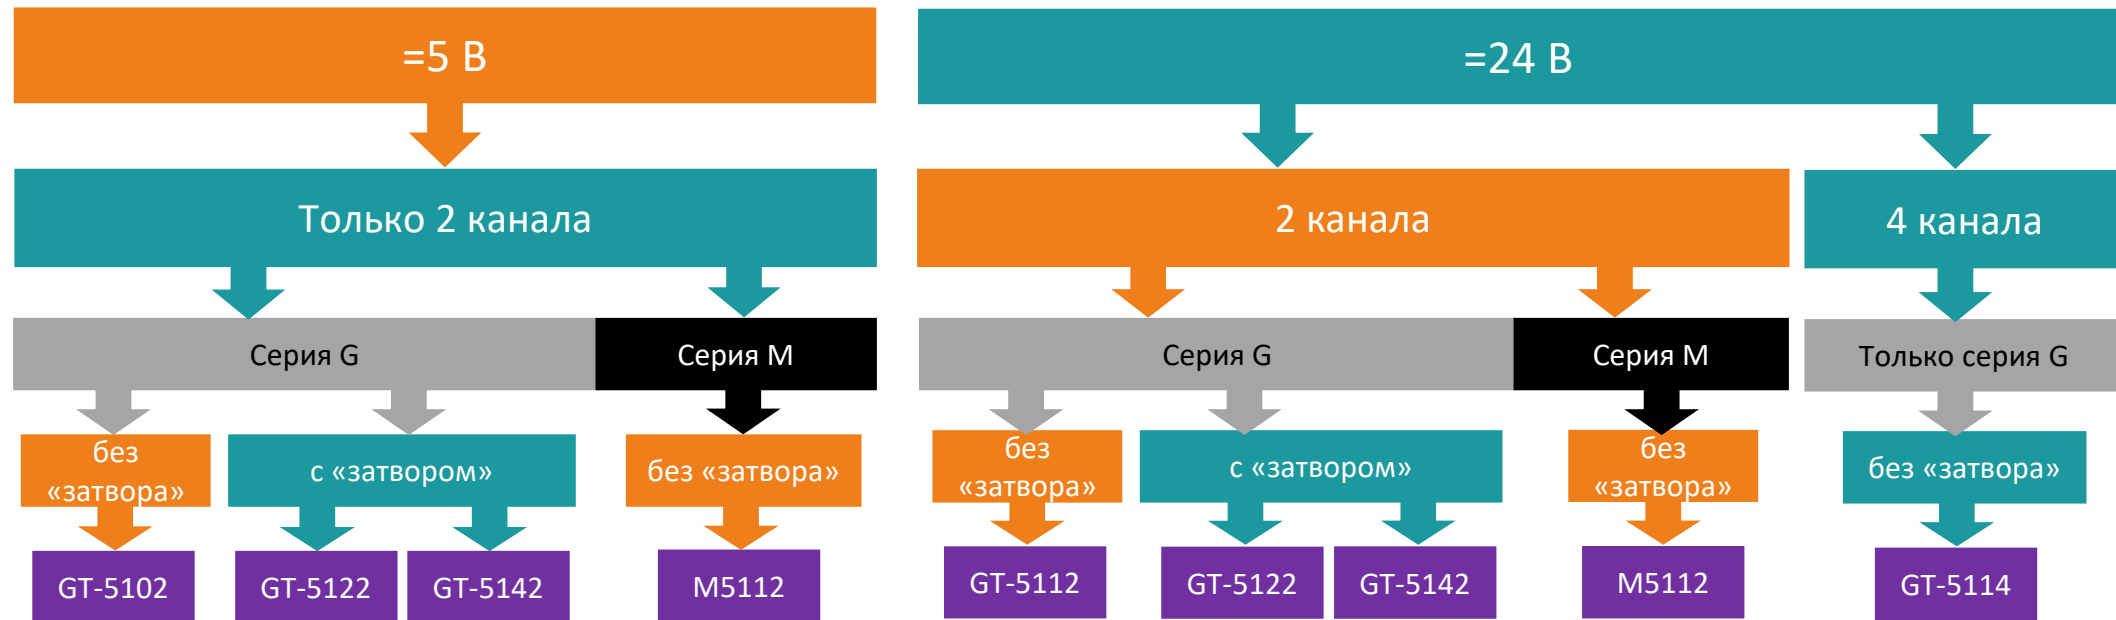 =5 В
=24 В
Только 2 канала
2 канала
4 канала
Серия G
Серия M
Серия G
Серия M
Только серия G
без
«затвора»
с «затвором»
без «затвора»
без
«затвора»
с «затвором»
без
«затвора»
без «затвора»
GT-5102
GT-5122
GT-5142
M5112
GT-5112
GT-5122
GT-5142
M5112
GT-5114